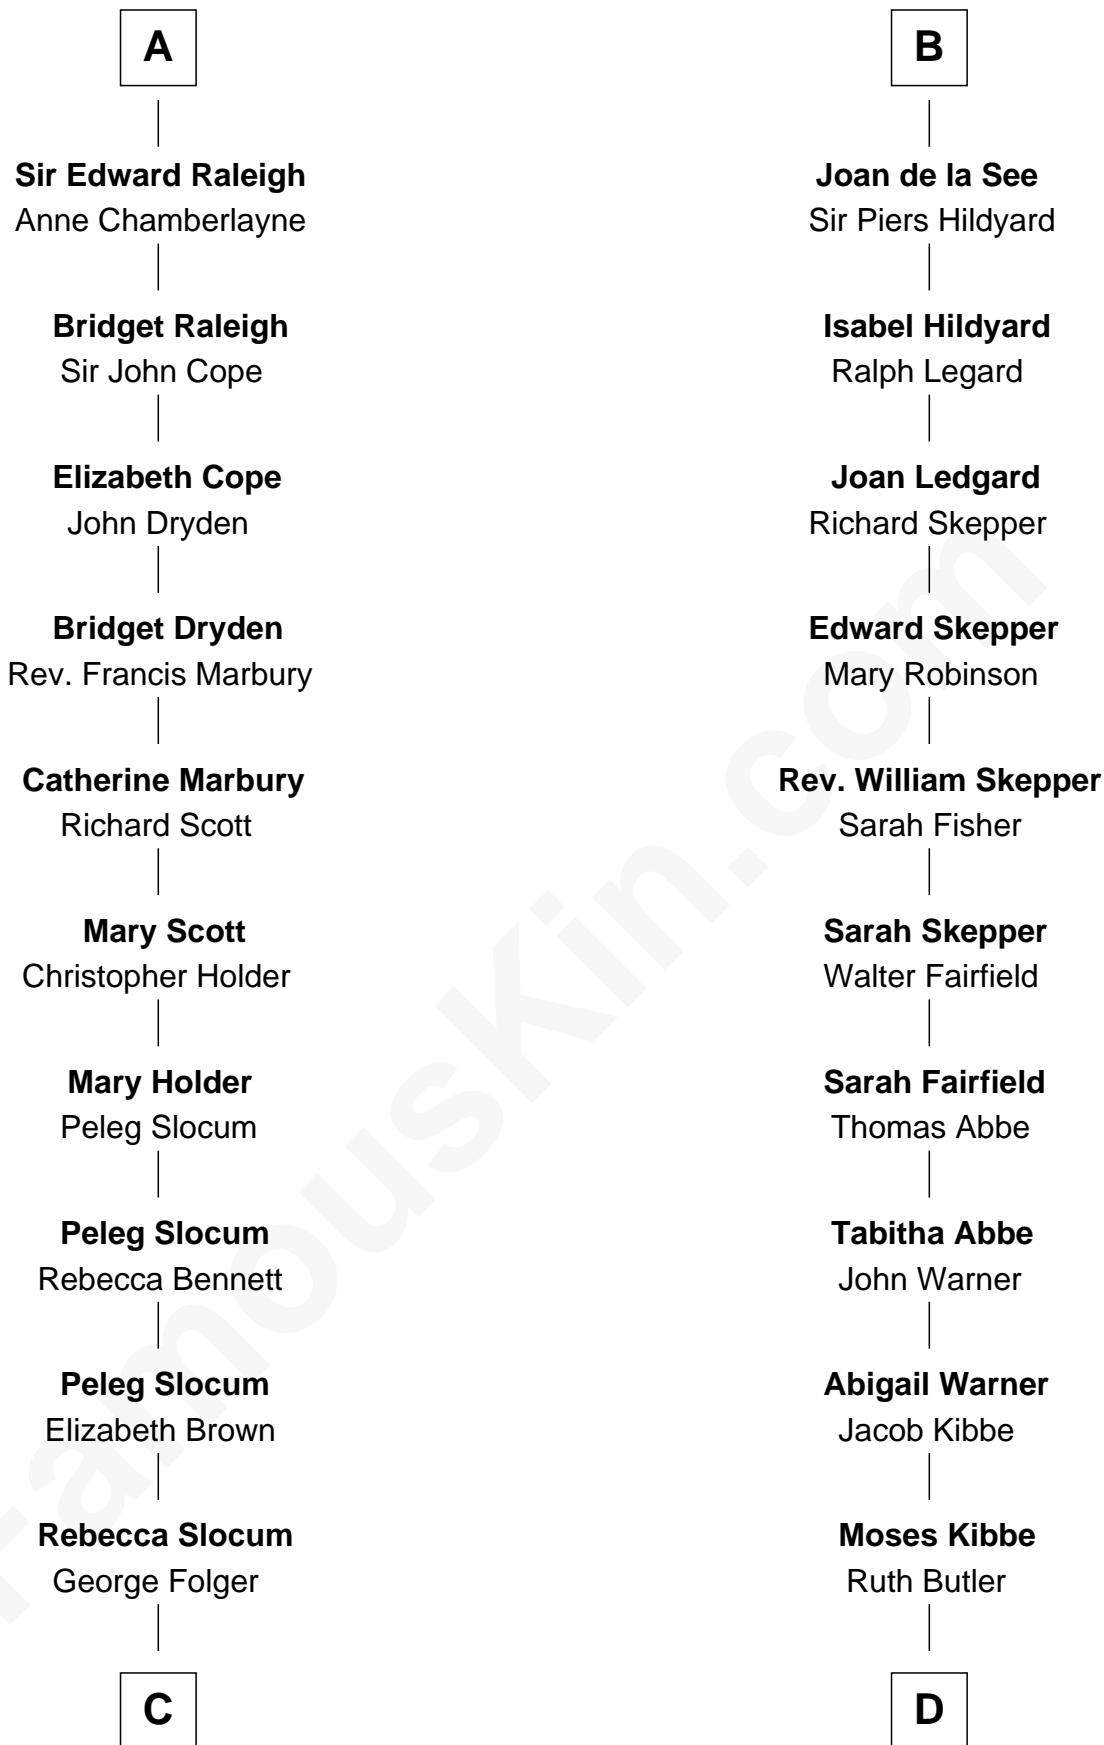 A
Sir Edward Raleigh
Anne Chamberlayne
Bridget Raleigh
Sir John Cope
Elizabeth Cope
John Dryden
Bridget Dryden
Rev. Francis Marbury
Catherine Marbury
Richard Scott
Mary Scott
Christopher Holder
Mary Holder
Peleg Slocum
Peleg Slocum
Rebecca Bennett
Peleg Slocum
Elizabeth Brown
Rebecca Slocum
George Folger
C
B
Joan de la See
Sir Piers Hildyard
Isabel Hildyard
Ralph Legard
Joan Ledgard
Richard Skepper
Edward Skepper
Mary Robinson
Rev. William Skepper
Sarah Fisher
Sarah Skepper
Walter Fairfield
Sarah Fairfield
Thomas Abbe
Tabitha Abbe
John Warner
Abigail Warner
Jacob Kibbe
Moses Kibbe
Ruth Butler
D
FamousKin.com